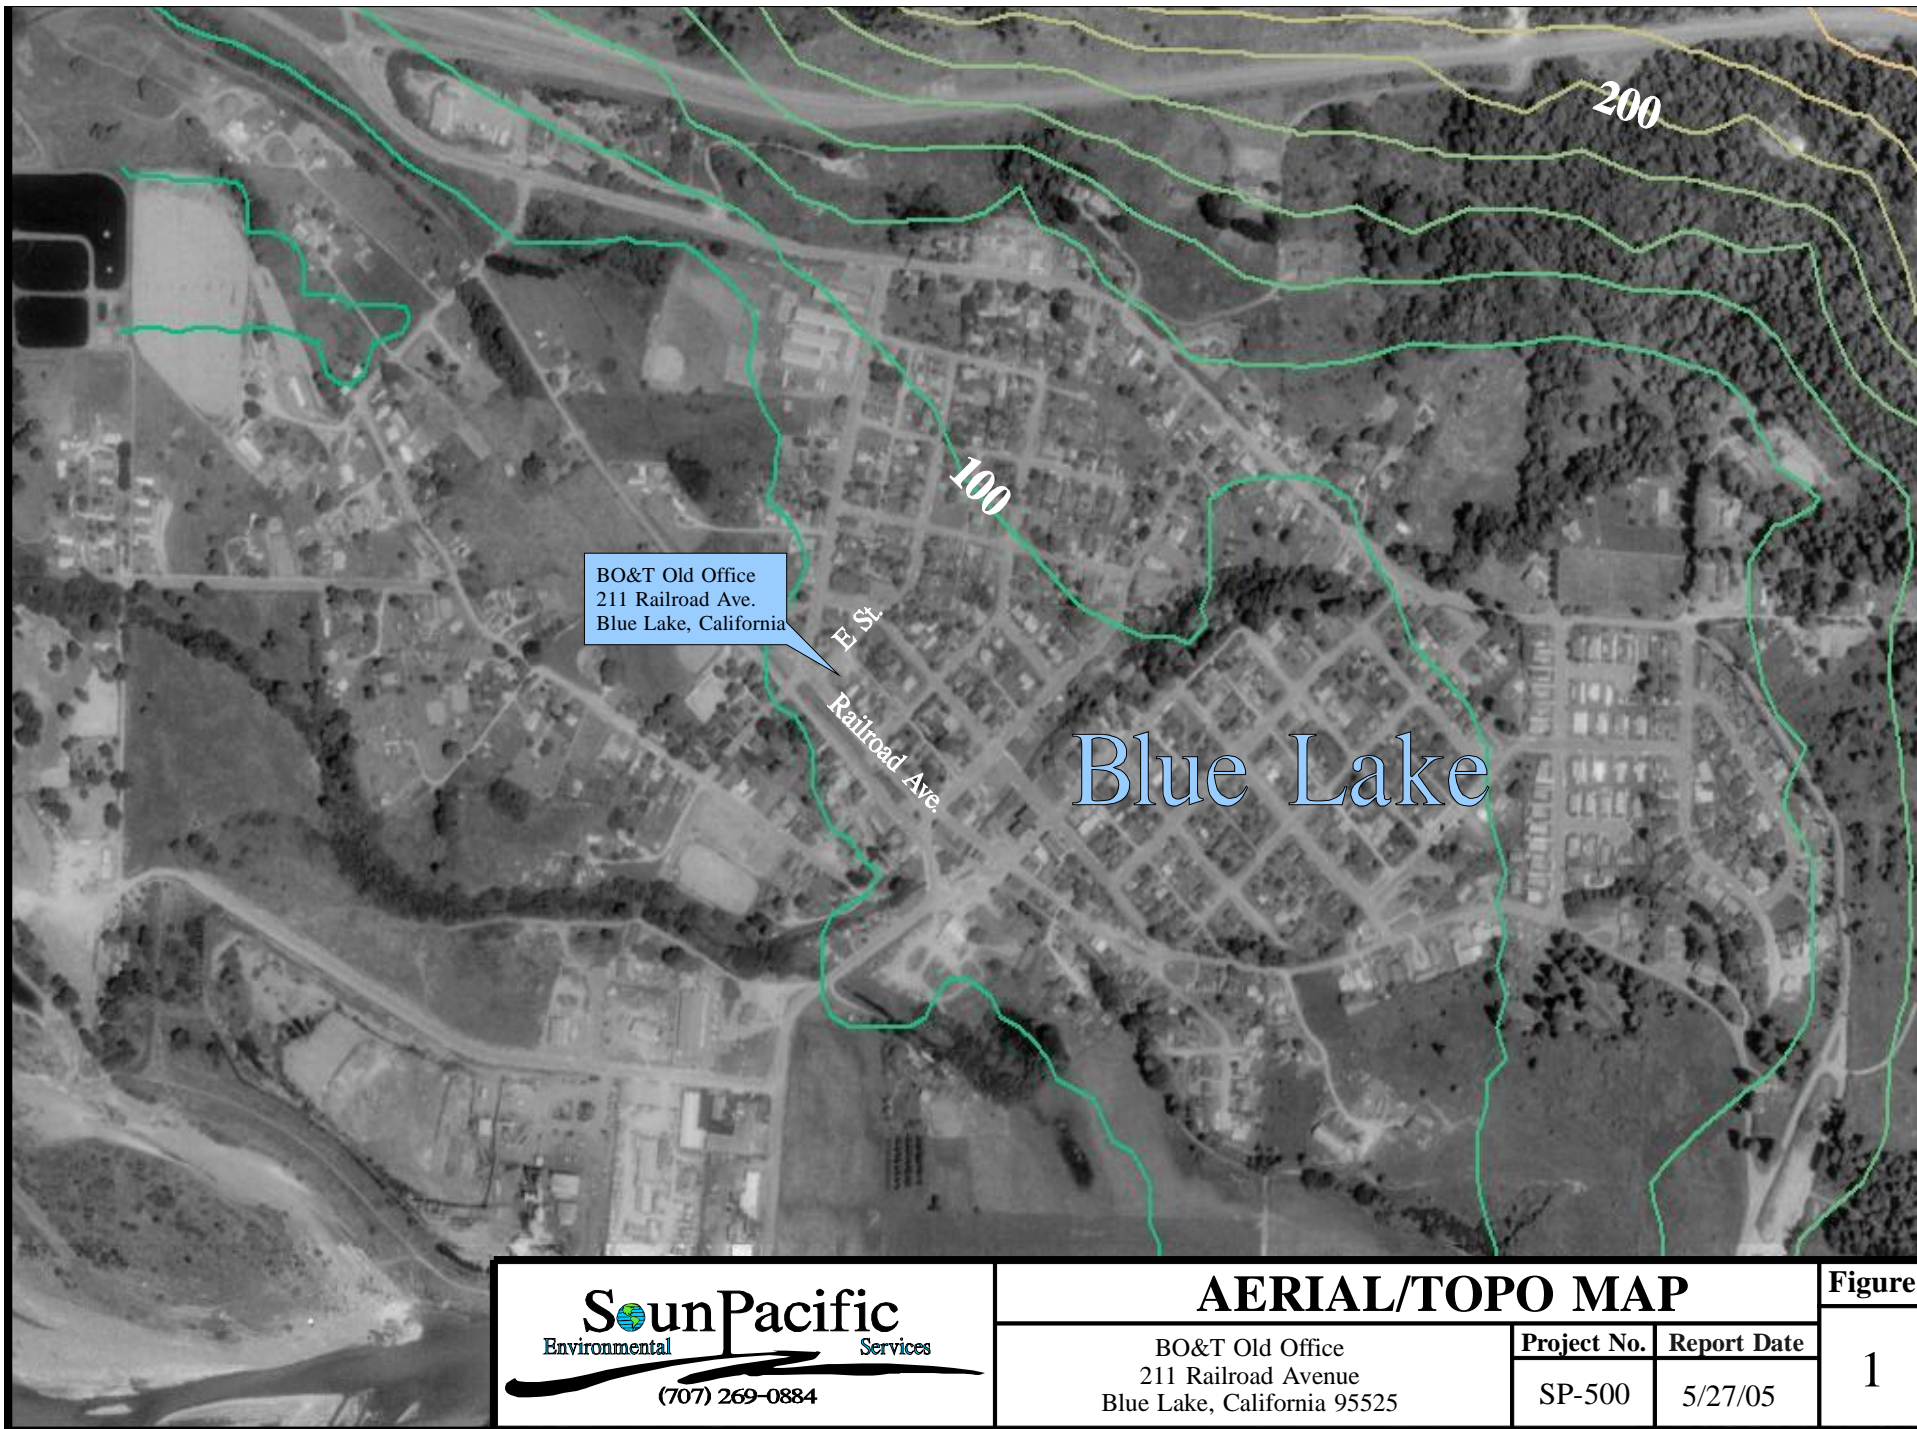 200
100
BO&T Old Office
211 Railroad Ave.
Blue Lake, California
E St.
Railroad Ave.
Blue Lake
SounPacific
Environmental Services
(707) 269-0884
AERIAL/TOPO MAP
BO&T Old Office
211 Railroad Avenue
Blue Lake, California 95525
Project No.
SP-500
Report Date
5/27/05
Figure
1